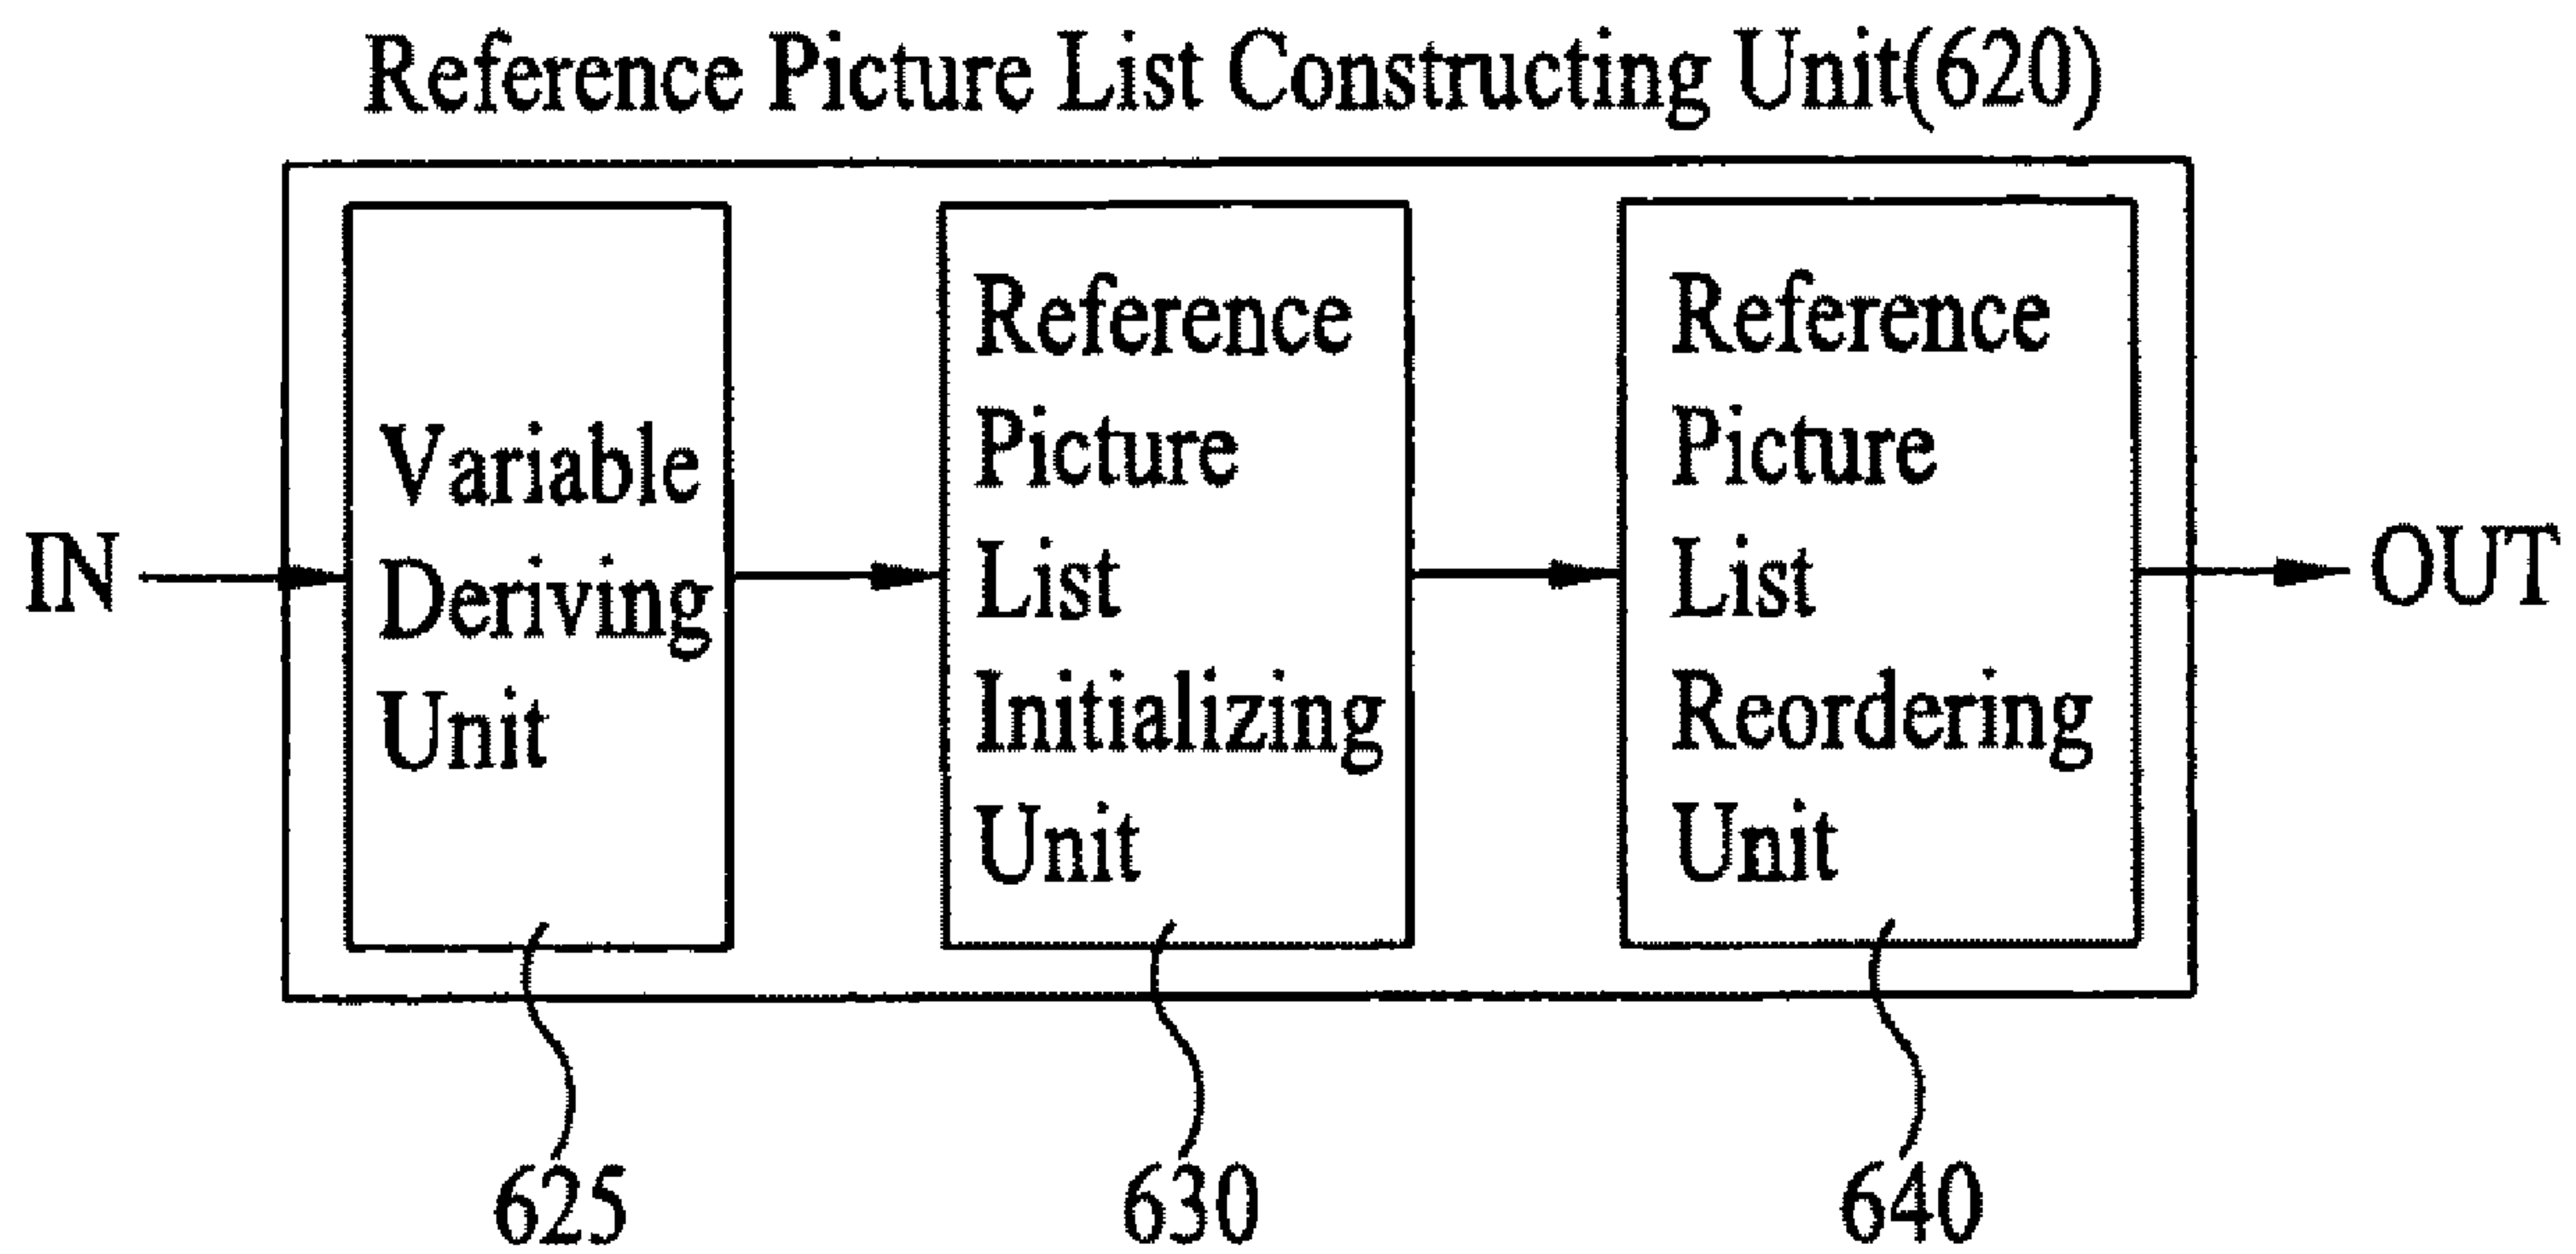 Reference Picture List Constructing Unit(620)
IN
Variable
Deriving
Unit
Reference
Picture
List
Initializing
Unit
Reference
Picture
List
Reordering
Unit
OUT
625
630
640